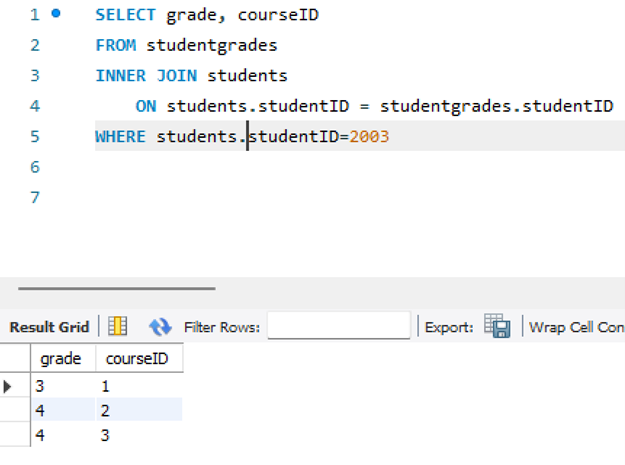 1 SELECT grade, courseID
2 FROM studentgrades
3 INNER JOIN students
4 ON students.studentID = studentgrades.studentID
5 WHERE students.studentID=2003
6
7
Result Grid Filter Rows: Export: Wrap Cell Con
grade courseID
3 1
4 2
4 3